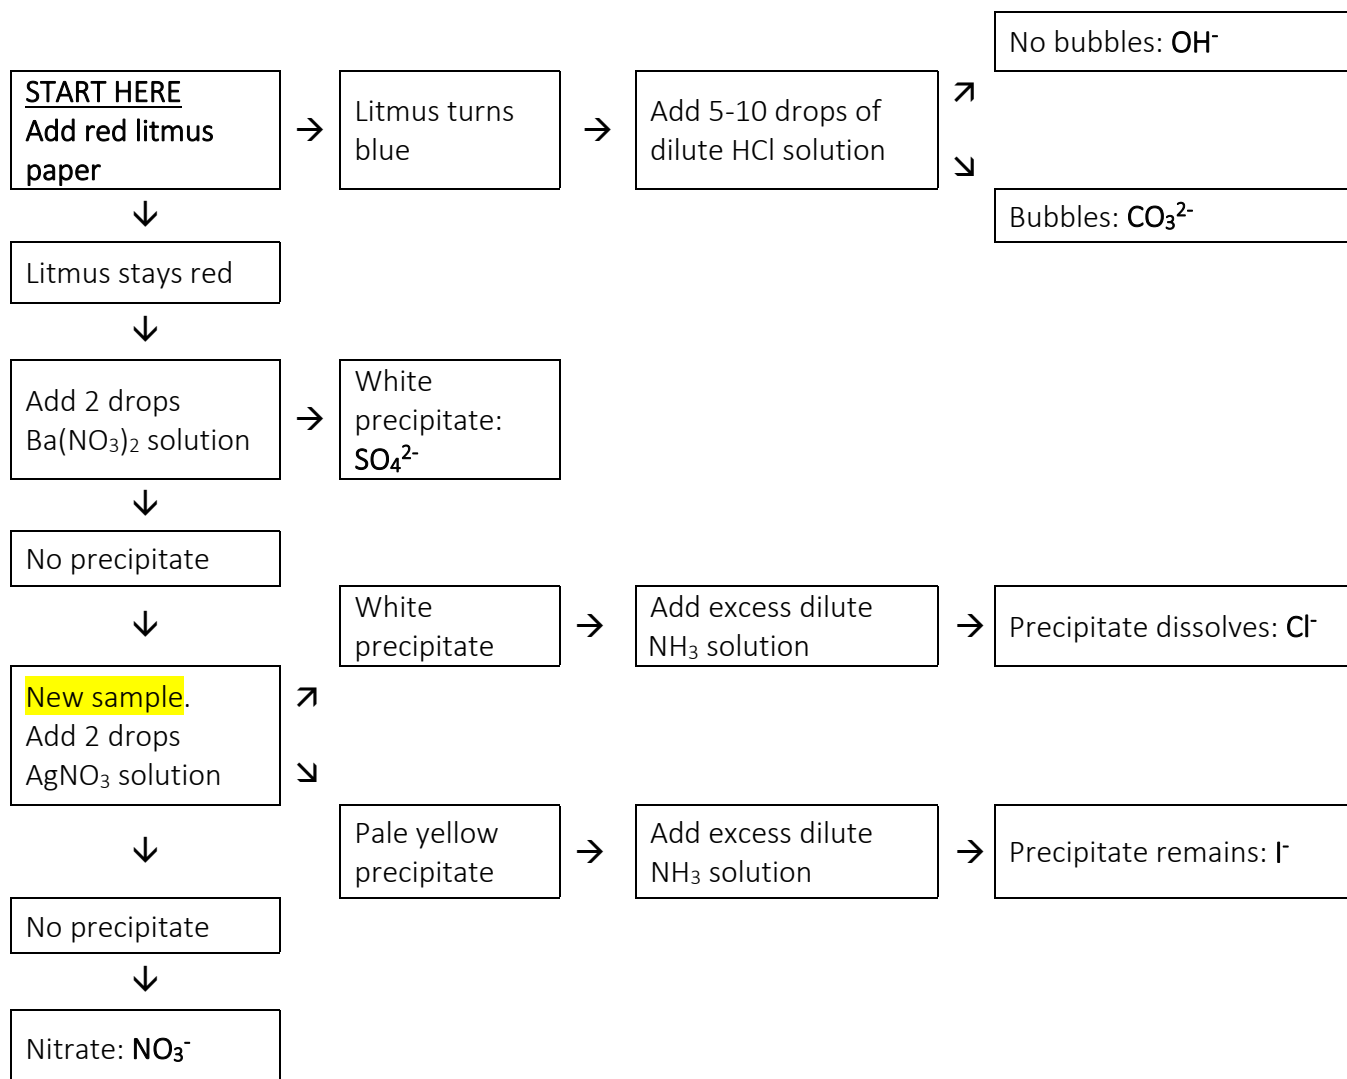 START HERE
Add red litmus
paper
→
Litmus turns
blue
→
Add 5-10 drops of
dilute HCl solution
↗
No bubbles: OH⁻
↘
Bubbles: CO₃²⁻
↓
Litmus stays red
↓
Add 2 drops
Ba(NO₃)₂ solution
→
White
precipitate:
SO₄²⁻
↓
No precipitate
↓
New sample.
Add 2 drops
AgNO₃ solution
↗
White
precipitate
→
Add excess dilute
NH₃ solution
→
Precipitate dissolves: Cl⁻
↘
Pale yellow
precipitate
→
Add excess dilute
NH₃ solution
→
Precipitate remains: I⁻
↓
No precipitate
↓
Nitrate: NO₃⁻